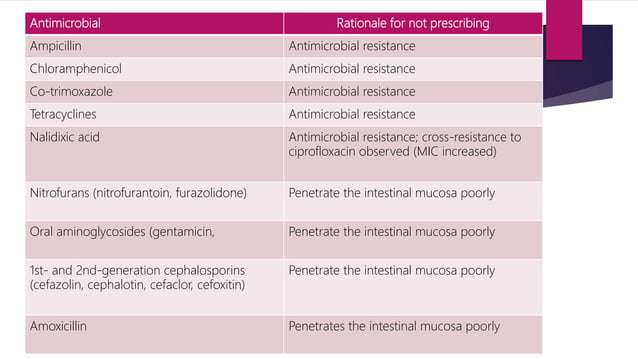 Antimicrobial Rationale for not prescribing
Ampicillin Antimicrobial resistance
Chloramphenicol Antimicrobial resistance
Co-trimoxazole Antimicrobial resistance
Tetracyclines Antimicrobial resistance
Nalidixic acid Antimicrobial resistance; cross-resistance to
ciprofloxacin observed (MIC increased)
Nitrofurans (nitrofurantoin, furazolidone) Penetrate the intestinal mucosa poorly
Oral aminoglycosides (gentamicin, Penetrate the intestinal mucosa poorly
1st- and 2nd-generation cephalosporins Penetrate the intestinal mucosa poorly
(cefazolin, cephalotin, cefaclor, cefoxitin)
Amoxicillin Penetrates the intestinal mucosa poorly